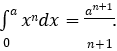 ∫₀ᵃ xⁿdx = aⁿ⁺¹/n+1.